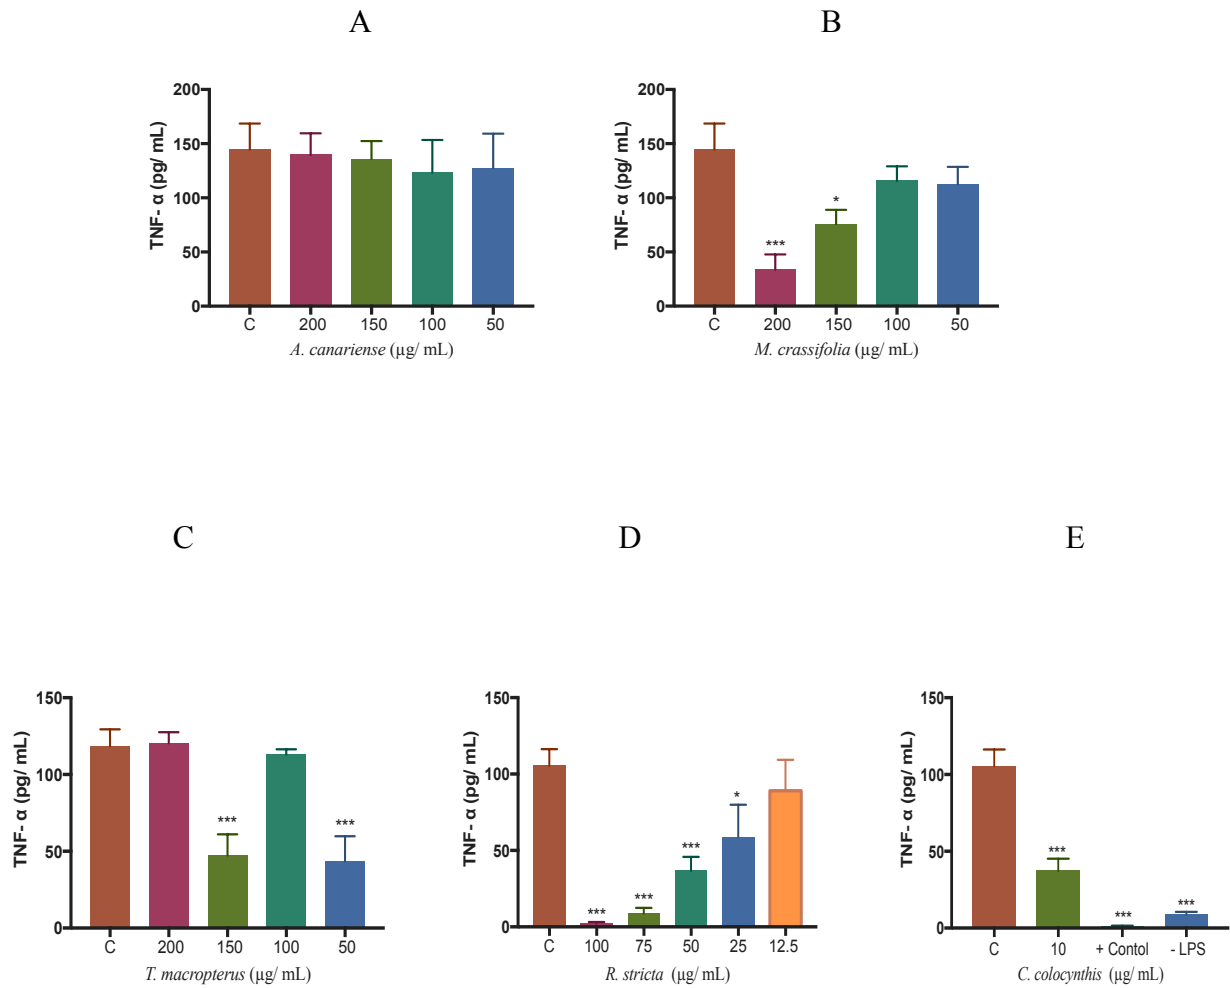 A
B
200
150
100
50
0
TNF- α (pg/ mL)
C 200 150 100 50
A. canariense (µg/ mL)
200
150
100
50
0
TNF- α (pg/ mL)
***
*
C 200 150 100 50
M. crassifolia (µg/ mL)
C
D
E
150
100
50
0
TNF- α (pg/ mL)
***
***
C 200 150 100 50
T. macropterus (µg/ mL)
150
100
50
0
TNF- α (pg/ mL)
***
***
***
*
C 100 75 50 25 12.5
R. stricta (µg/ mL)
150
100
50
0
TNF- α (pg/ mL)
***
***
***
C 10 + Contol - LPS
C. colocynthis (µg/ mL)